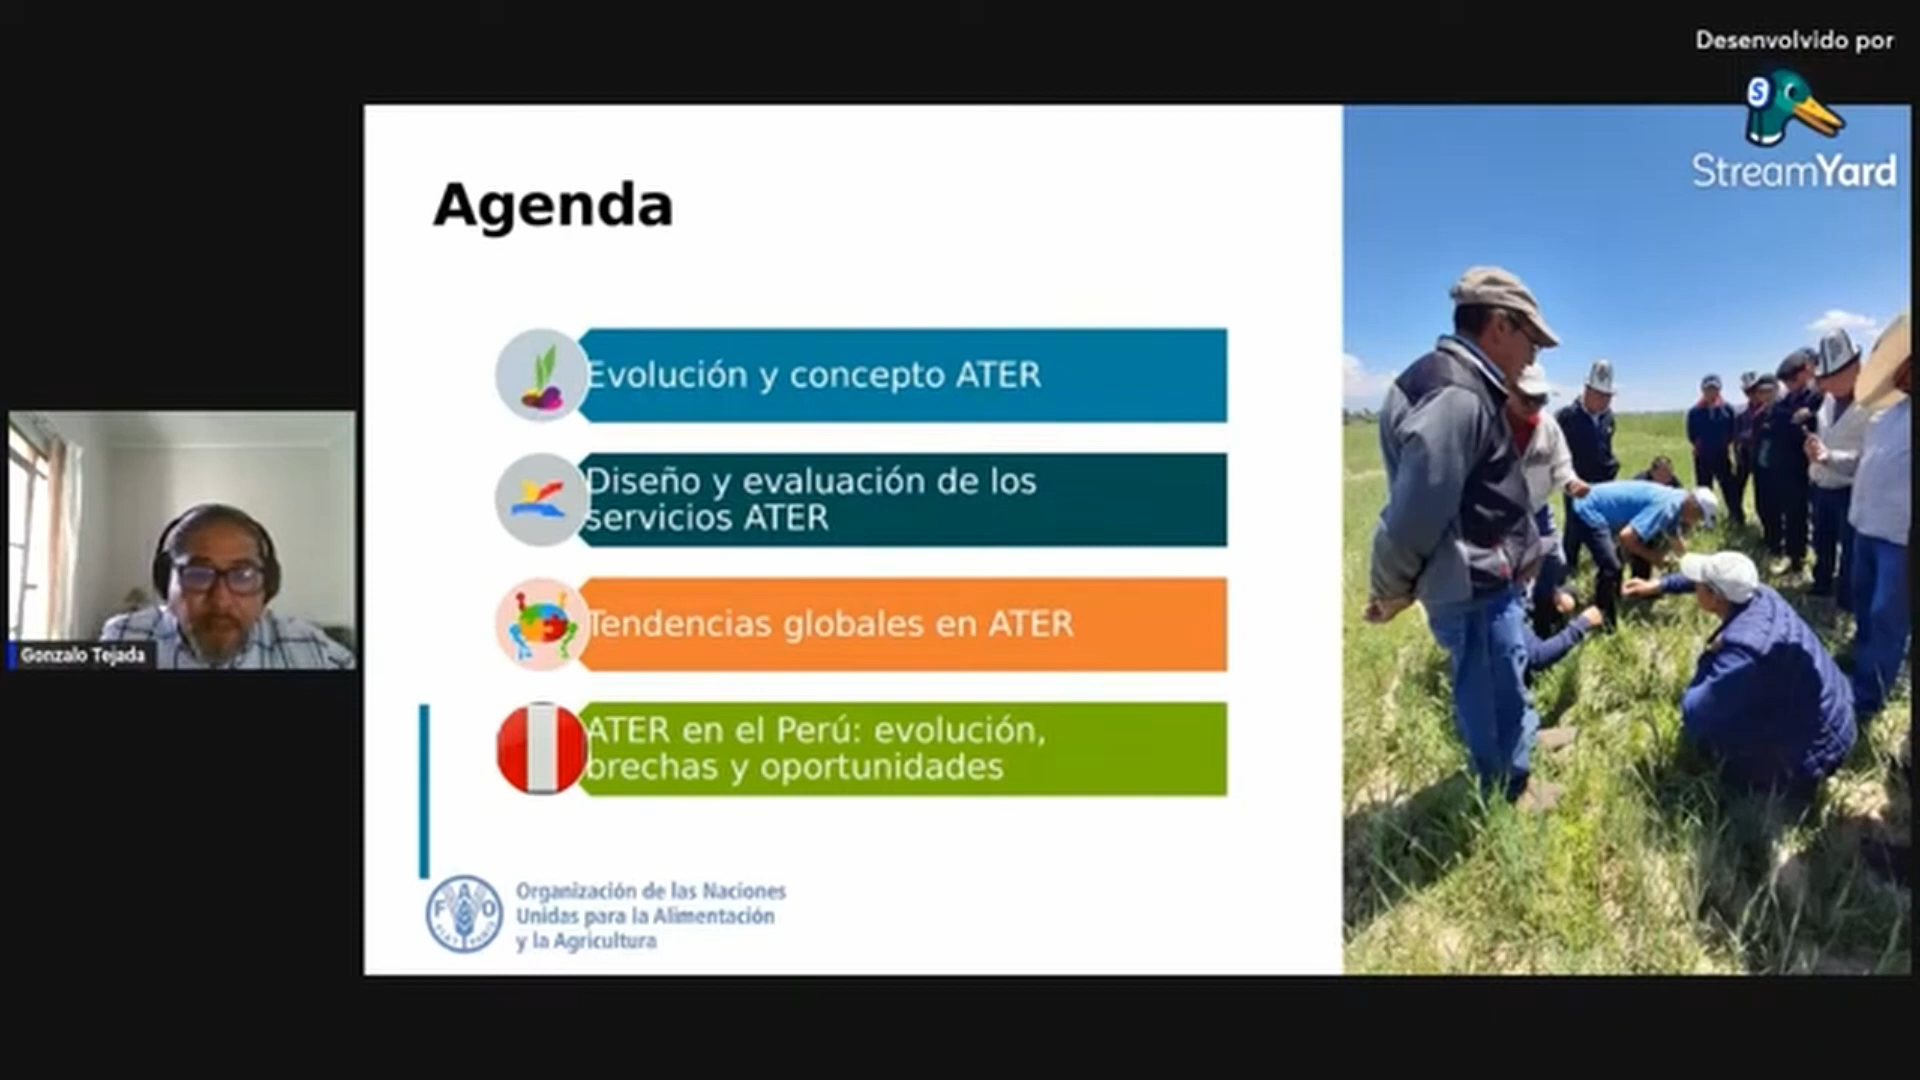 Desenvolvido por
StreamYard
Agenda
Evolución y concepto ATER
Diseño y evaluación de los
servicios ATER
Tendencias globales en ATER
ATER en el Perú: evolución,
brechas y oportunidades
Gonzalo Tejada
FAO
Organización de las Naciones
Unidas para la Alimentación
y la Agricultura